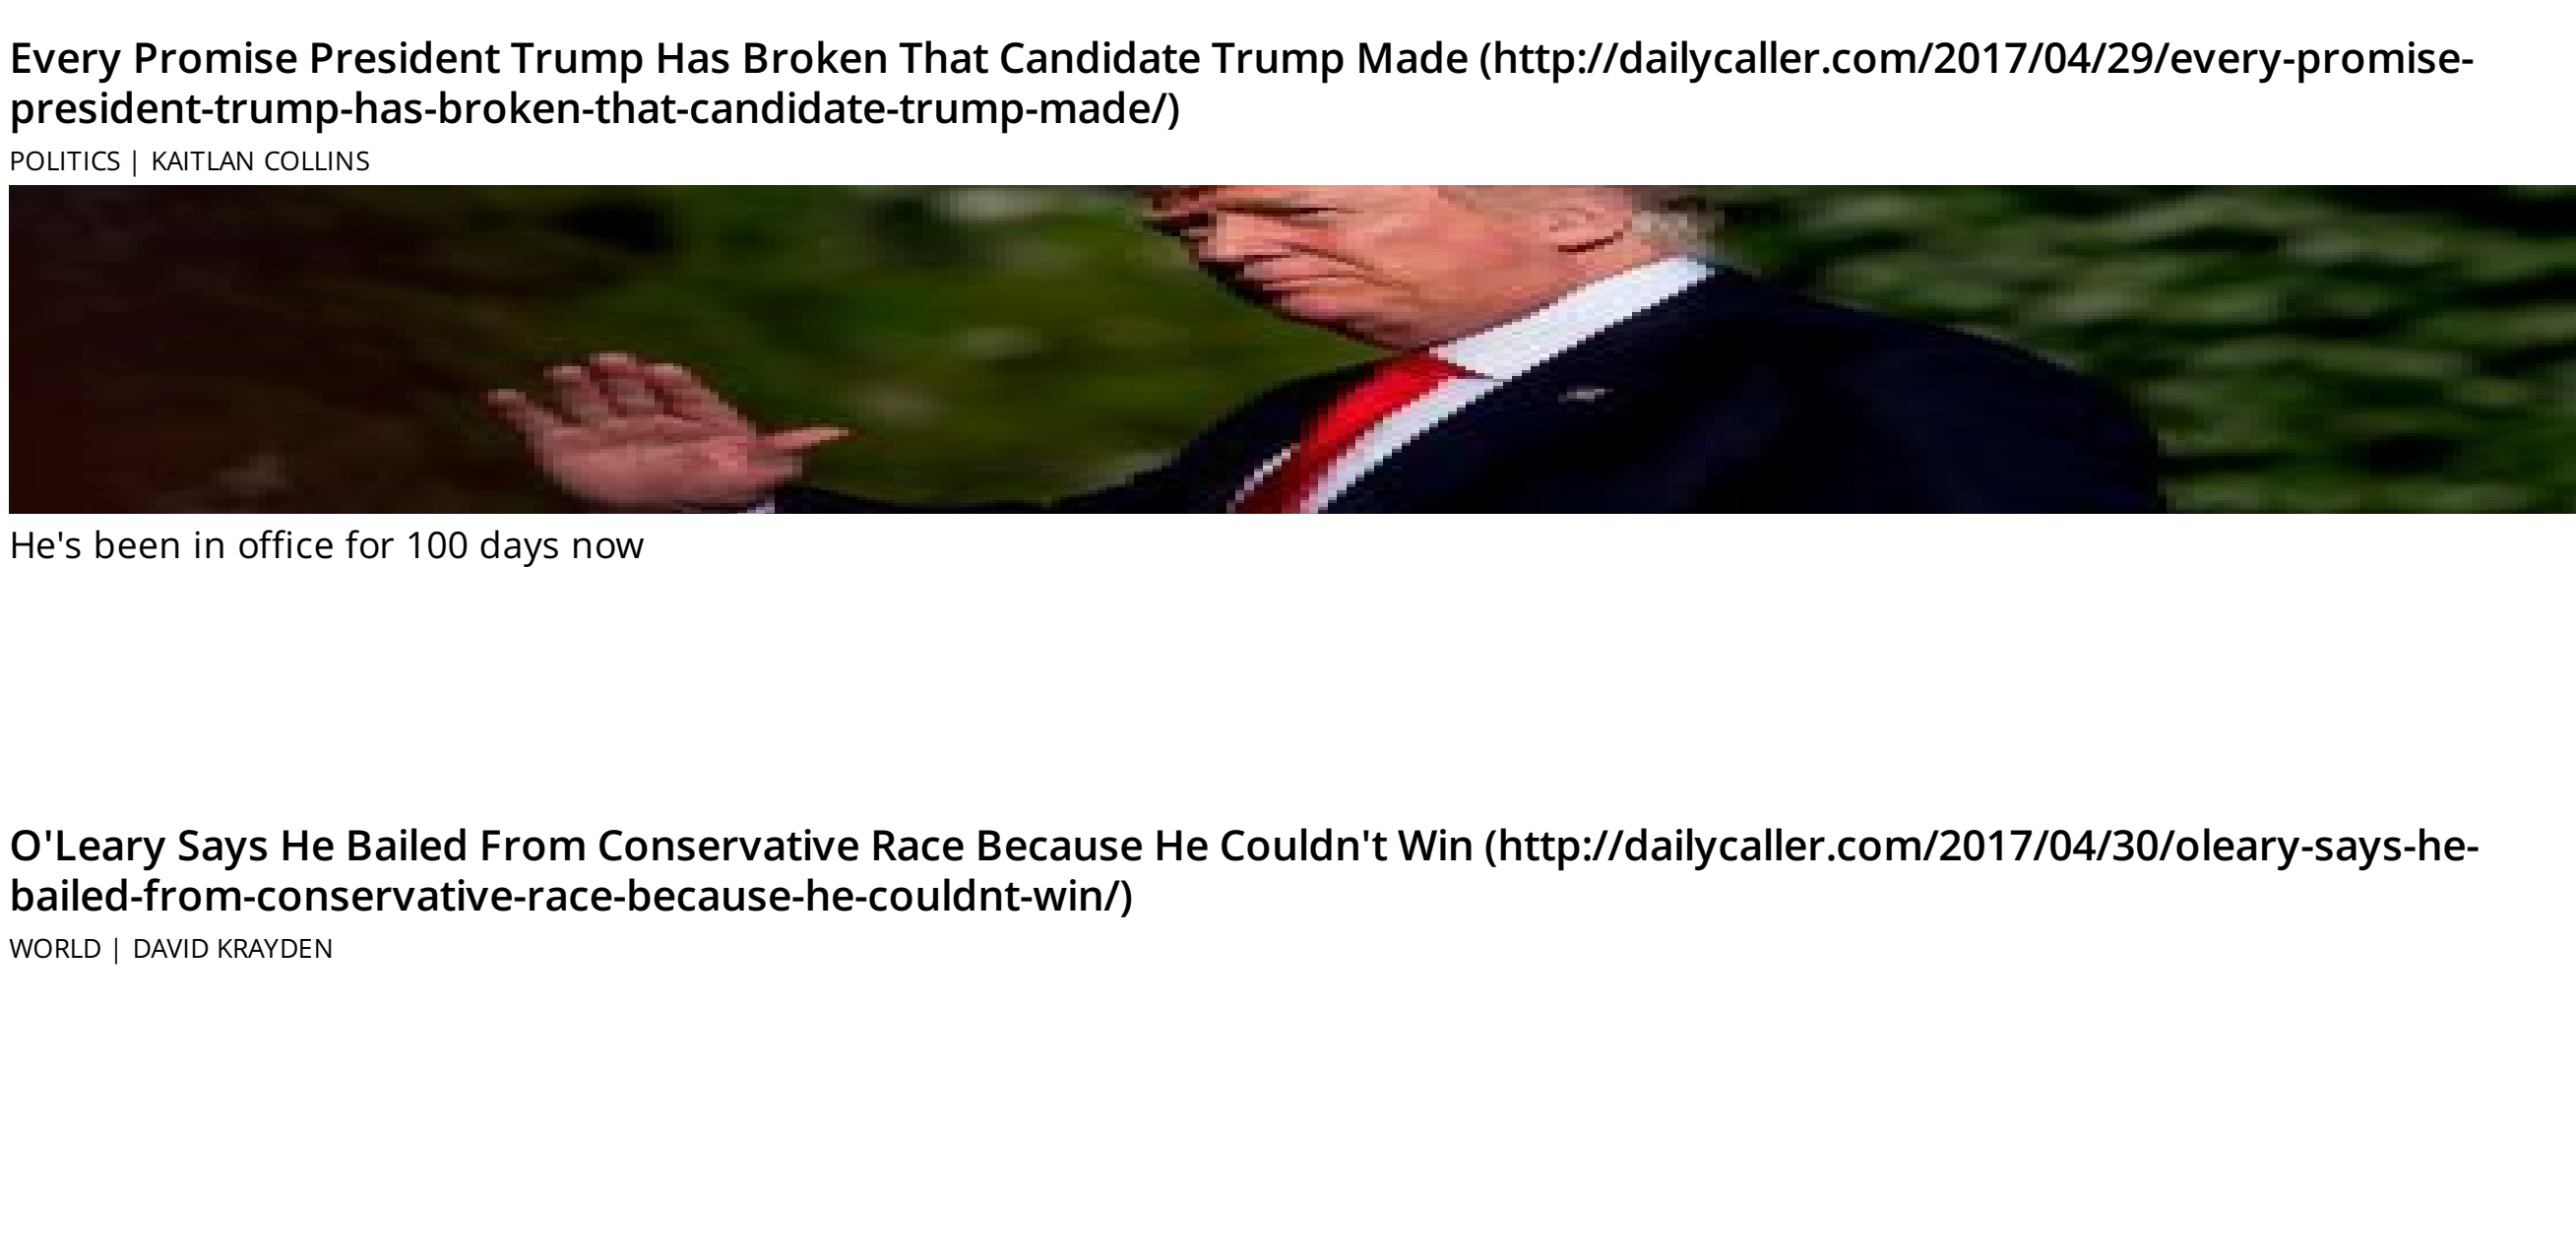 Every Promise President Trump Has Broken That Candidate Trump Made (http://dailycaller.com/2017/04/29/every-promise-
president-trump-has-broken-that-candidate-trump-made/)
POLITICS | KAITLAN COLLINS
He's been in office for 100 days now
O'Leary Says He Bailed From Conservative Race Because He Couldn't Win (http://dailycaller.com/2017/04/30/oleary-says-he-
bailed-from-conservative-race-because-he-couldnt-win/)
WORLD | DAVID KRAYDEN